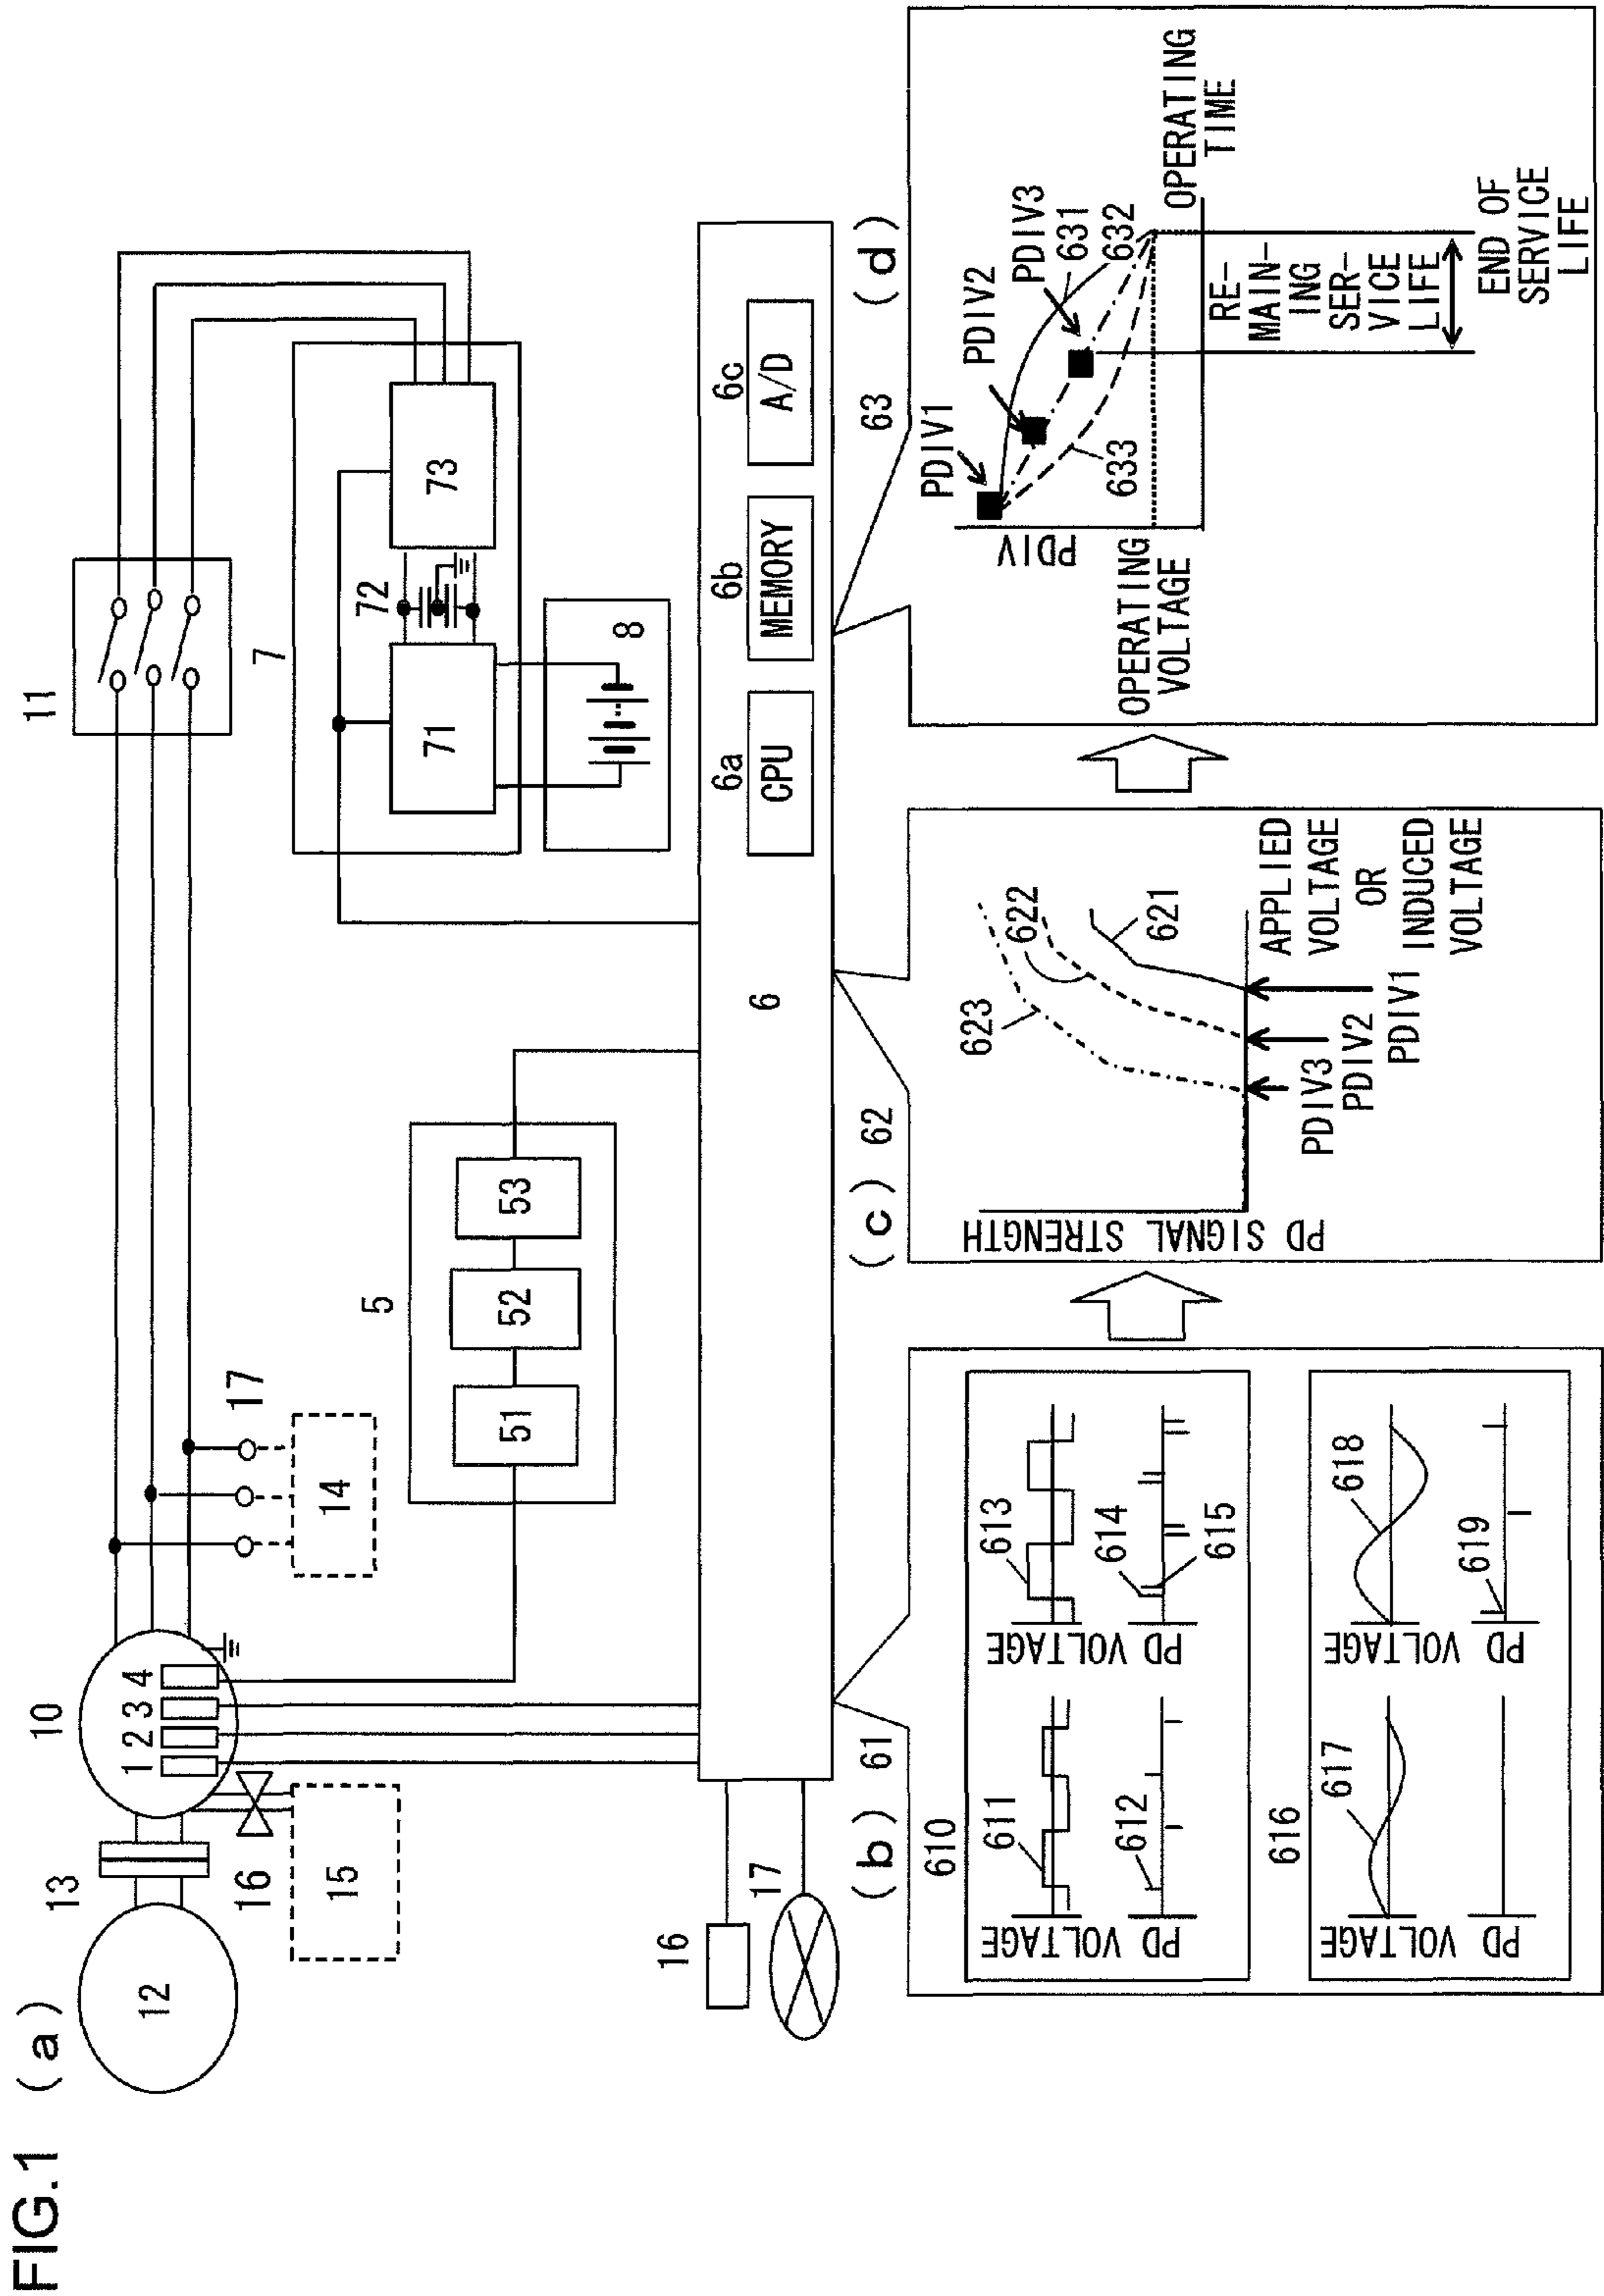 FIG.1
(a)
12
13
10
1 2 3 4
16
15
17
14
11
5
51
52
53
7
71
72
73
8
6
6a
CPU
6b
MEMORY
6c
A/D
16
17
(b) 61
610
611
VOLTAGE
612
PD VOLTAGE
613
VOLTAGE
614
615
PD VOLTAGE
616
617
VOLTAGE
PD
618
VOLTAGE
619
PD
(c) 62
PD SIGNAL STRENGTH
623
622
621
PDIV3
PDIV2
PDIV1
APPLIED
VOLTAGE
OR
INDUCED
VOLTAGE
(d)
63
PDIV
PDIV1
PDIV2
PDIV3
631
632
633
OPERATING
VOLTAGE
OPERATING
TIME
RE-
MAIN-
ING
SER-
VICE
LIFE
END OF
SERVICE
LIFE